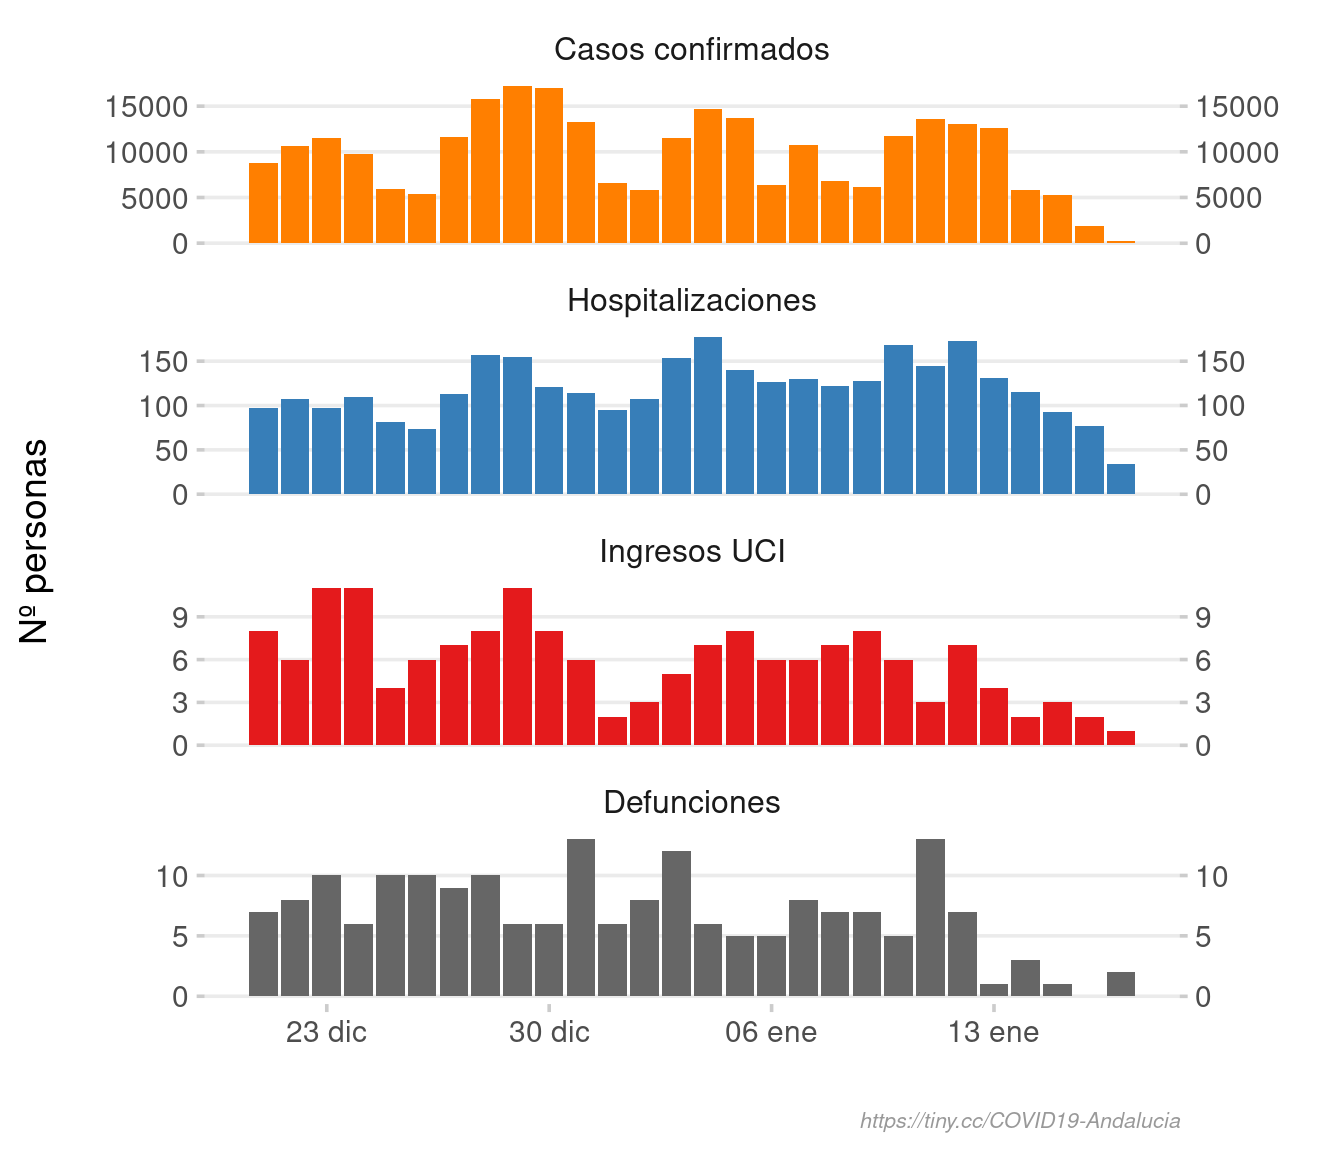 Casos confirmados
15000 15000
10000 10000
5000 5000
0 0
Hospitalizaciones
150 150
100 100
50 50
0 0
Nº personas
Ingresos UCI
9 9
6 6
3 3
0 0
Defunciones
10 10
5 5
0 0
23 dic 30 dic 06 ene 13 ene
https://tiny.cc/COVID19-Andalucia